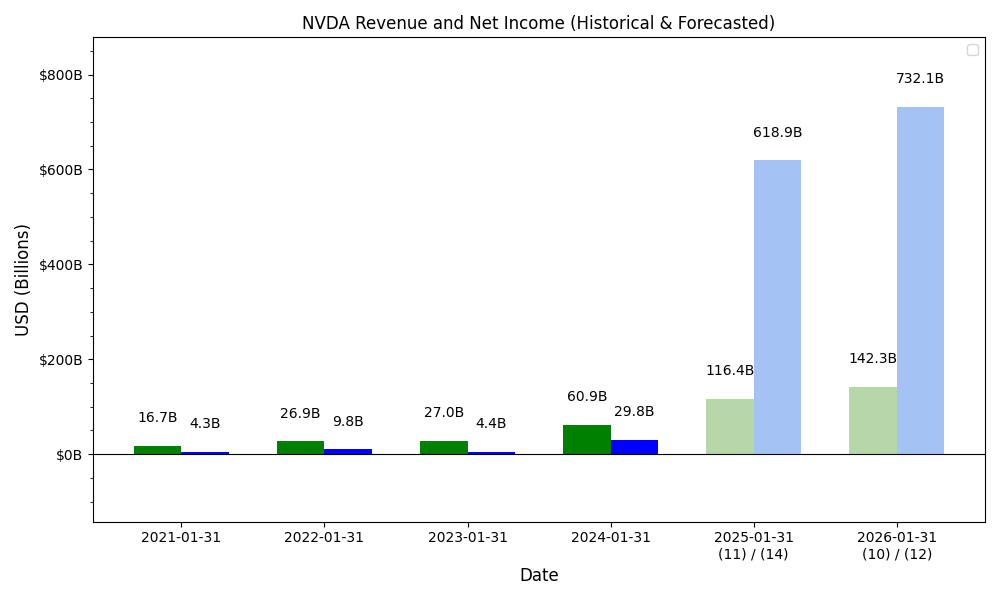 NVDA Revenue and Net Income (Historical & Forecasted)
USD (Billions)
$800B
$600B
$400B
$200B
$0B
16.7B
4.3B
26.9B
9.8B
27.0B
4.4B
60.9B
29.8B
116.4B
618.9B
142.3B
732.1B
2021-01-31
2022-01-31
2023-01-31
2024-01-31
2025-01-31
(11) / (14)
2026-01-31
(10) / (12)
Date